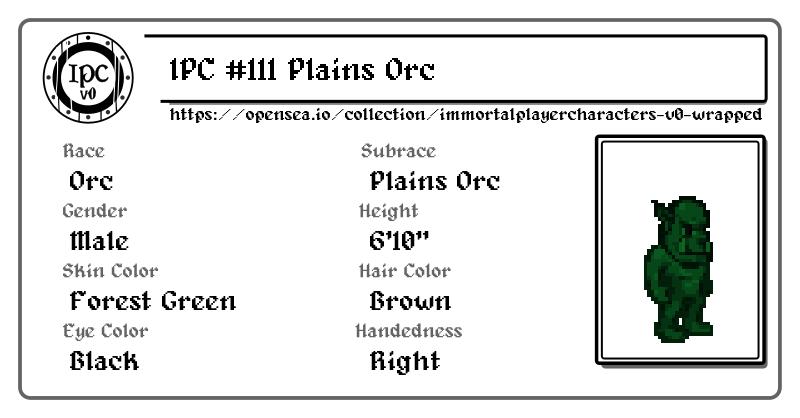 IPC
v0
IPC #111 Plains Orc
https://opensea.io/collection/immortalplayercharacters-v0-wrapped
Race
Subrace
Orc
Plains Orc
Gender
Height
Male
6'10"
Skin Color
Hair Color
Forest Green
Brown
Eye Color
Handedness
Black
Right